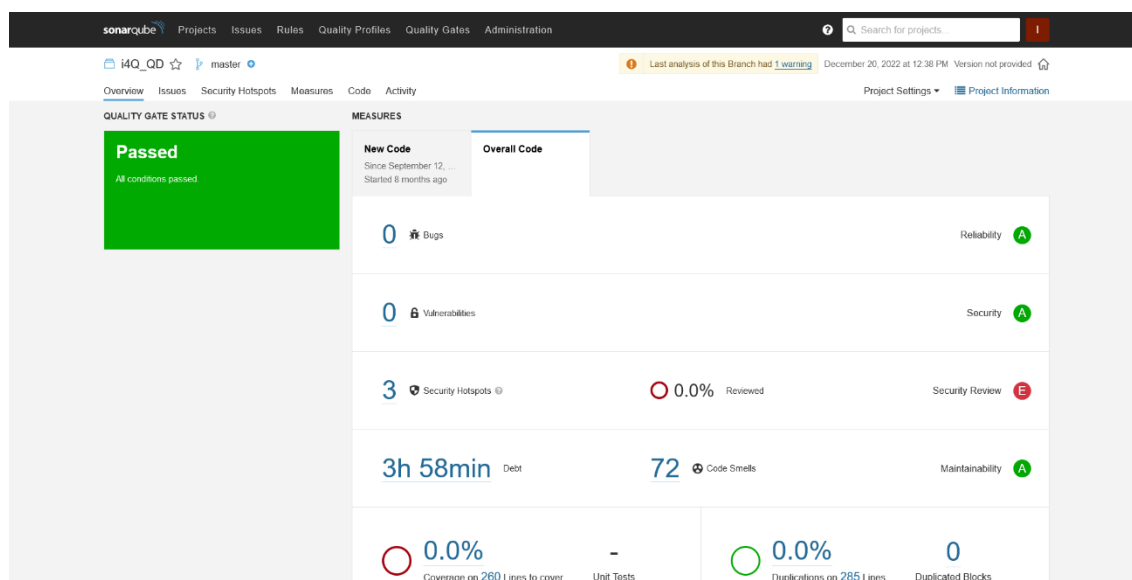 sonarqube Projects Issues Rules Quality Profiles Quality Gates Administration ? Search for projects... I
i4Q_QD master Last analysis of this Branch had 1 warning December 20, 2022 at 12:38 PM Version not provided
Overview Issues Security Hotspots Measures Code Activity Project Settings Project Information
QUALITY GATE STATUS ? MEASURES
Passed
All conditions passed.
New Code
Since September 12, ...
Started 8 months ago
Overall Code
0 Bugs Reliability A
0 Vulnerabilities Security A
3 Security Hotspots ? 0.0% Reviewed Security Review E
3h 58min Debt 72 Code Smells Maintainability A
0.0% - 0.0% 0
Coverage on 260 Lines to cover Unit Tests Duplications on 285 Lines Duplicated Blocks